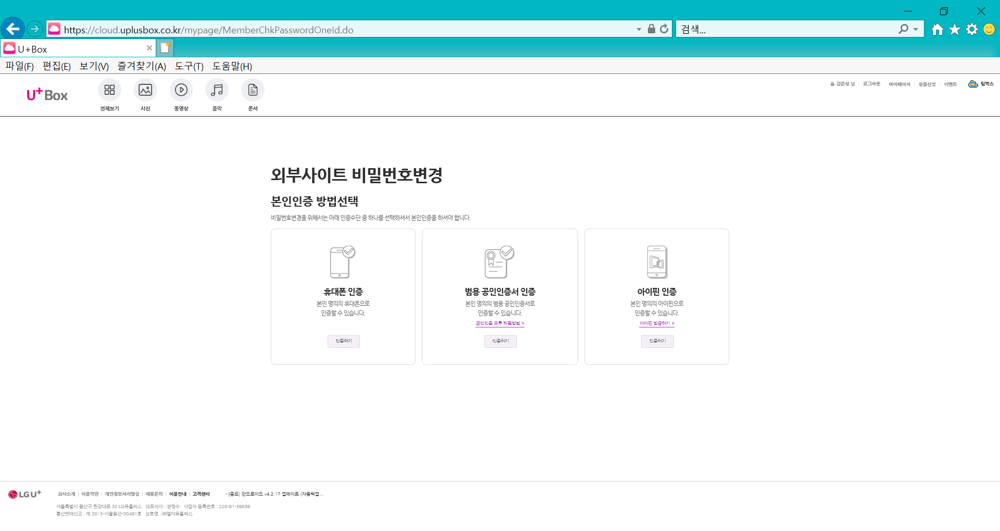 https://cloud.uplusbox.co.kr/mypage/MemberChkPasswordOneId.do
검색...
U+Box
파일(F) 편집(E) 보기(V) 즐겨찾기(A) 도구(T) 도움말(H)
U+ Box
전체보기 사진 동영상 음악 문서
김준성 님 로그아웃 마이페이지 상품신청 이벤트 팀박스
외부사이트 비밀번호변경
본인인증 방법선택
비밀번호변경을 위해서는 아래 인증수단 중 하나를 선택하셔서 본인인증을 하셔야 합니다.
휴대폰 인증
본인 명의의 휴대폰으로
인증할 수 있습니다.
인증하기
범용 공인인증서 인증
본인 명의의 범용 공인인증서로
인증할 수 있습니다.
공인인증 오류 해결방법 >
인증하기
아이핀 인증
본인 명의의 아이핀으로
인증할 수 있습니다.
아이핀 발급하기 >
인증하기
LG U+
회사소개 이용약관 개인정보처리방침 제휴문의 이용안내 고객센터
• [중요] 안드로이드 v4.2.17 업데이트 (자동백업...
서울특별시 용산구 한강대로 32 LG유플러스 대표이사 : 권영수 사업자 등록번호 : 220-81-39938
통신판매신고 : 제 2015-서울용산-00481호 상호명 : ㈜엘지유플러스